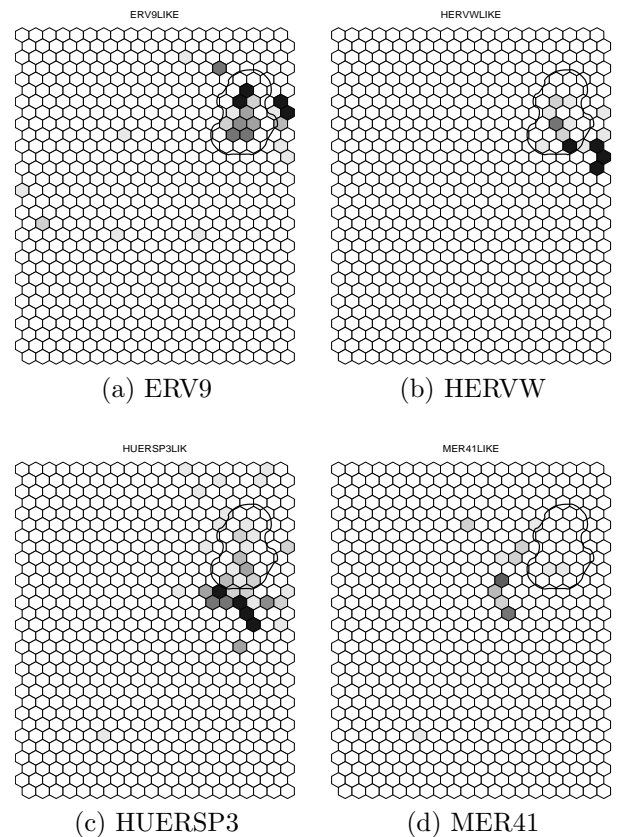 ERV9LIKE
HERVWLIKE
(a) ERV9
(b) HERVW
HUERSP3LIK
MER41LIKE
(c) HUERSP3
(d) MER41